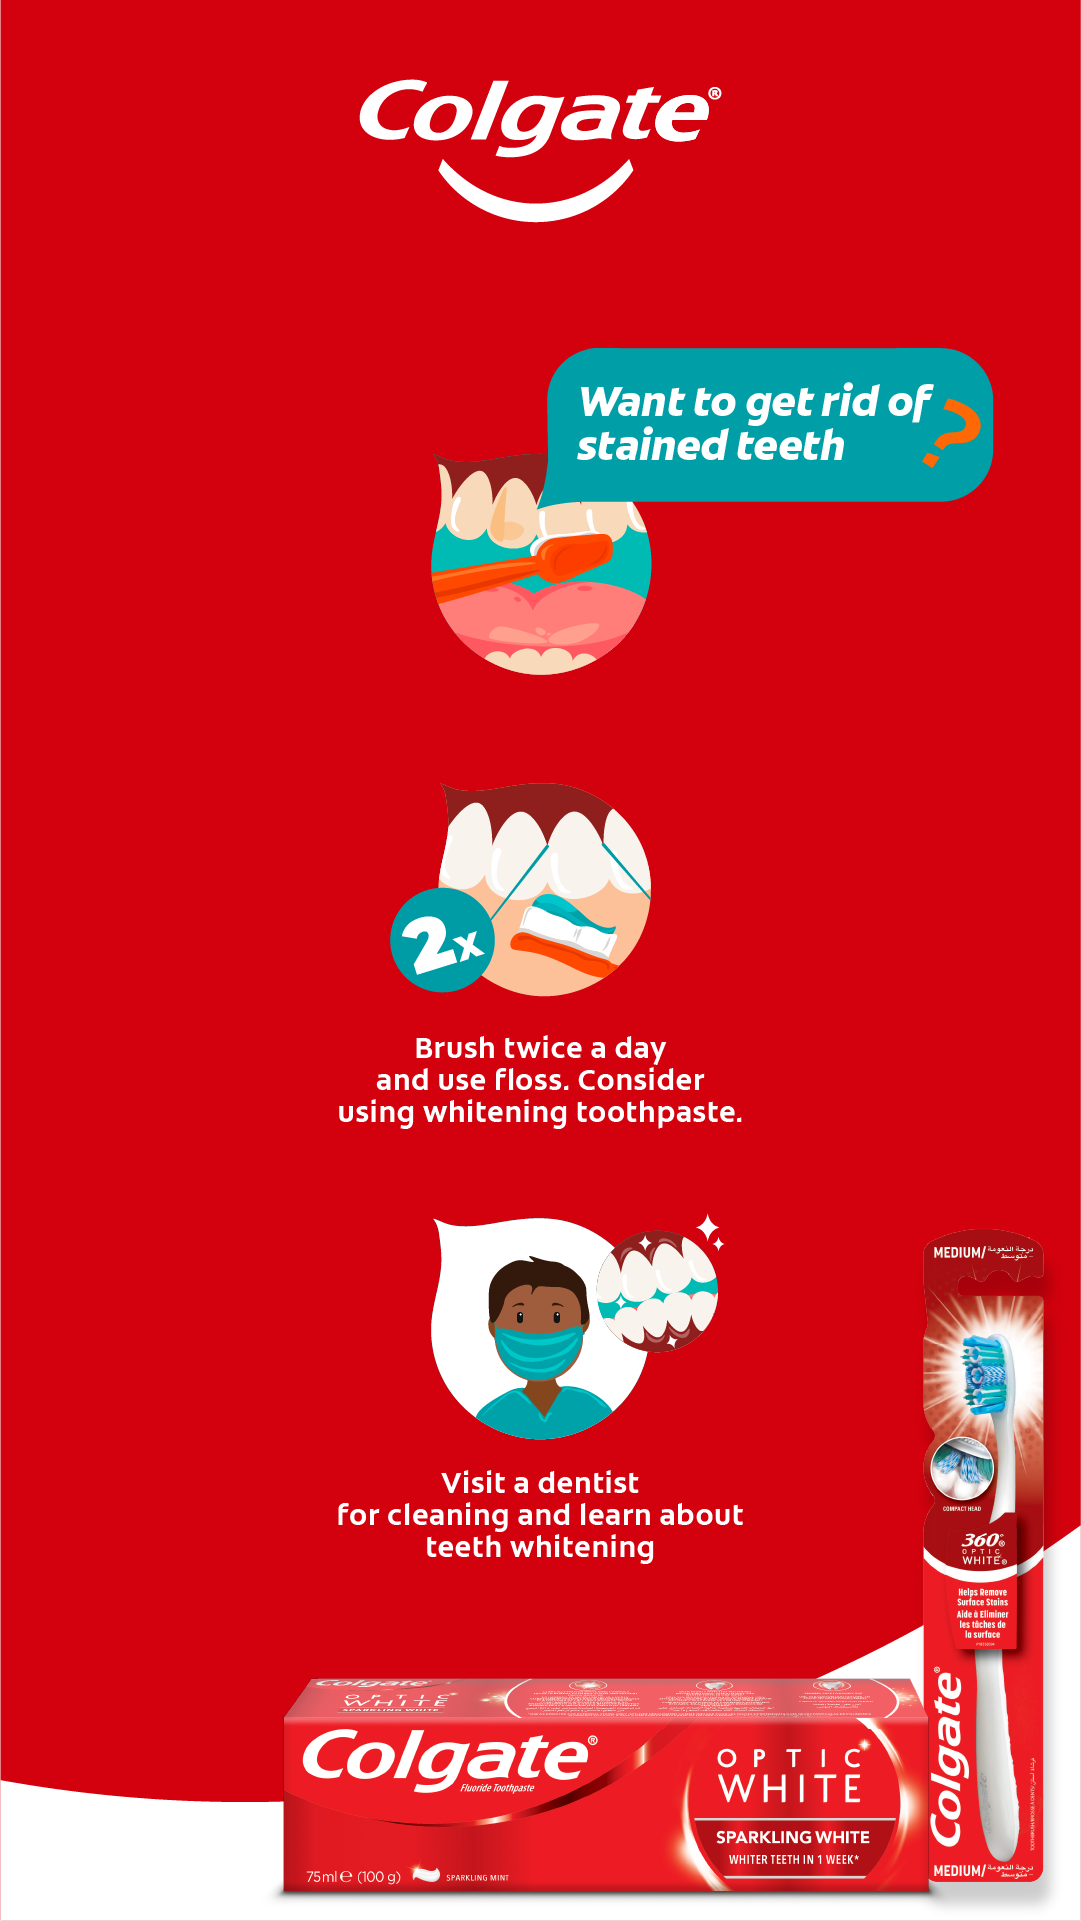 Colgate®
Want to get rid of
stained teeth ?
2x
Brush twice a day
and use floss. Consider
using whitening toothpaste.
Visit a dentist
for cleaning and learn about
teeth whitening
MEDIUM/ درجة النعومة
– متوسط
COMPACT HEAD
360°®
OPTIC
WHITE®
Helps Remove
Surface Stains
Aide à Eliminer
les tâches de
la surface
Colgate®
MEDIUM/ درجة النعومة
– متوسط
Colgate
OPTIC
WHITE
SPARKLING WHITE
Colgate®
Fluoride Toothpaste
OPTIC
WHITE
SPARKLING WHITE
WHITER TEETH IN 1 WEEK*
75ml e (100 g)
SPARKLING MINT